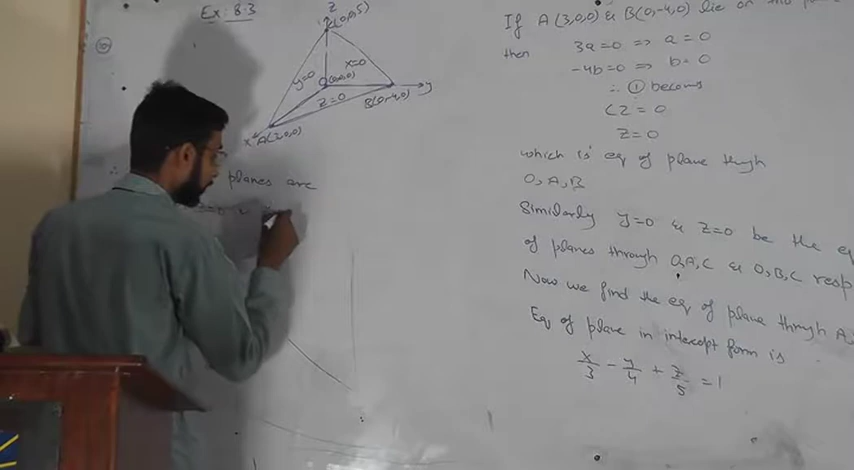 Ex: 8.3
10
Z
C(0,0,5)
x=0
y=0
O(0,0,0)
Z=0
y
B(0,-4,0)
x
A(3,0,0)
∴
planes are
If A(3,0,0) & B(0,-4,0) lie on
then 3a=0 => a=0
-4b=0 => b=0
∴ ① becomes
CZ = 0
Z=0
which is eq of plane thrugh
O,A,B
Similarly y=0 & z=0 be the eq
of planes through O,A,C & O,B,C resp
Now we find the eq of plane through A
Eq of plane in intercept form is
x/3 - y/4 + z/5 = 1